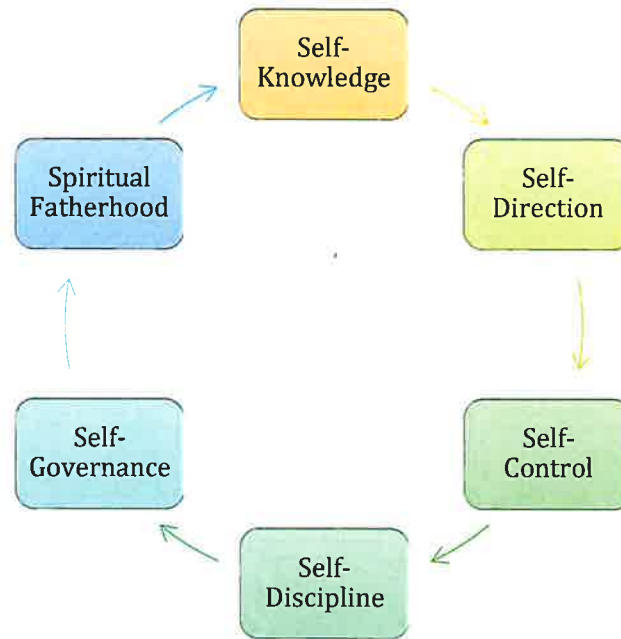 Self-
Knowledge
Self-
Direction
Self-
Control
Self-
Discipline
Self-
Governance
Spiritual
Fatherhood